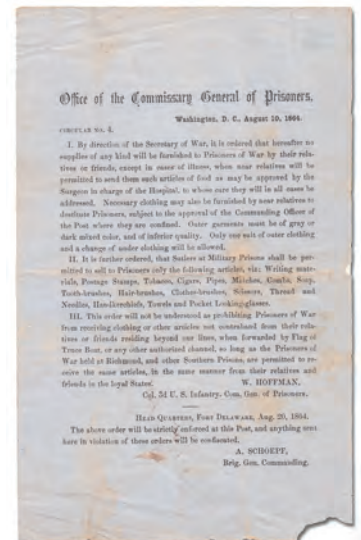 Office of the Commissary General of Prisoners,
Washington, D. C., August 10, 1864.
CIRCULAR No. 4.
I. By direction of the Secretary of War, it is ordered that hereafter no
supplies of any kind will be furnished to Prisoners of War by their rela-
tives or friends, except in cases of illness, when near relatives will be
permitted to send them such articles of food as may be approved by the
Surgeon in charge of the Hospital, to whose care they will in all cases be
addressed. Necessary clothing may also be furnished by near relatives to
destitute Prisoners, subject to the approval of the Commanding Officer of
the Post where they are confined. Outer garments must be of gray or
dark mixed color, and of inferior quality. Only one suit of outer clothing
and a change of under clothing will be allowed.
II. It is further ordered, that Sutlers at Military Prisons shall be per-
mitted to sell to Prisoners only the following articles, viz: Writing mate-
rials, Postage Stamps, Tobacco, Cigars, Pipes, Matches, Combs, Soap,
Tooth-brushes, Hair-brushes, Clothes-brushes, Scissors, Thread and
Needles, Handkerchiefs, Towels and Pocket Looking-glasses.
III. This order will not be understood as prohibiting Prisoners of War
from receiving clothing or other articles not contraband from their rela-
tives or friends residing beyond our lines, when forwarded by Flag of
Truce Boat, or any other authorized channel, so long as the Prisoners of
War held at Richmond, and other Southern Prisons, are permitted to re-
ceive the same articles, in the same manner from their relatives and
friends in the loyal States.
W. HOFFMAN,
Col. 3d U. S. Infantry. Com. Gen. of Prisoners.
HEAD QUARTERS, FORT DELAWARE, Aug. 20, 1864.
The above order will be strictly enforced at this Post, and anything sent
here in violation of these orders will be confiscated.
A. SCHOEPF,
Brig. Gen. Commanding.